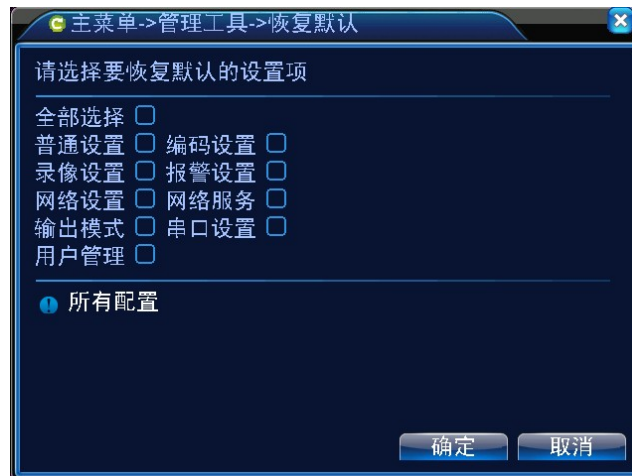 主菜单->管理工具->恢复默认
请选择要恢复默认的设置项
全部选择
普通设置 编码设置
录像设置 报警设置
网络设置 网络服务
输出模式 串口设置
用户管理
所有配置
确定 取消